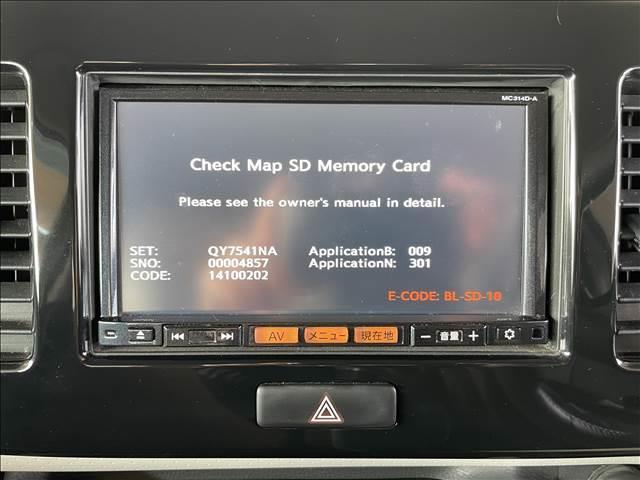 MC314D-A
Check Map SD Memory Card
Please see the owner's manual in detail.
SET: QY7541NA ApplicationB: 009
SNO: 00004857 ApplicationN: 301
CODE: 14100202
E-CODE: BL-SD-10
AV メニュー 現在地 − 音量 +